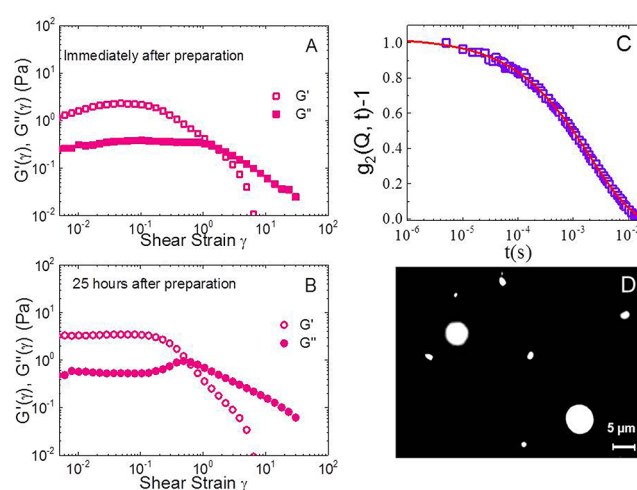 A
Immediately after preparation
G'
G''
G'(γ), G''(γ) (Pa)
10²
10¹
10⁰
10⁻¹
10⁻²
10⁻² 10⁻¹ 10⁰ 10¹ 10²
Shear Strain γ
B
25 hours after preparation
G'
G''
G'(γ), G''(γ) (Pa)
10²
10¹
10⁰
10⁻¹
10⁻²
10⁻² 10⁻¹ 10⁰ 10¹ 10²
Shear Strain γ
C
g₂(Q, t)-1
1.0
0.8
0.6
0.4
0.2
0.0
10⁻⁶ 10⁻⁵ 10⁻⁴ 10⁻³ 10⁻²
t(s)
D
5 µm